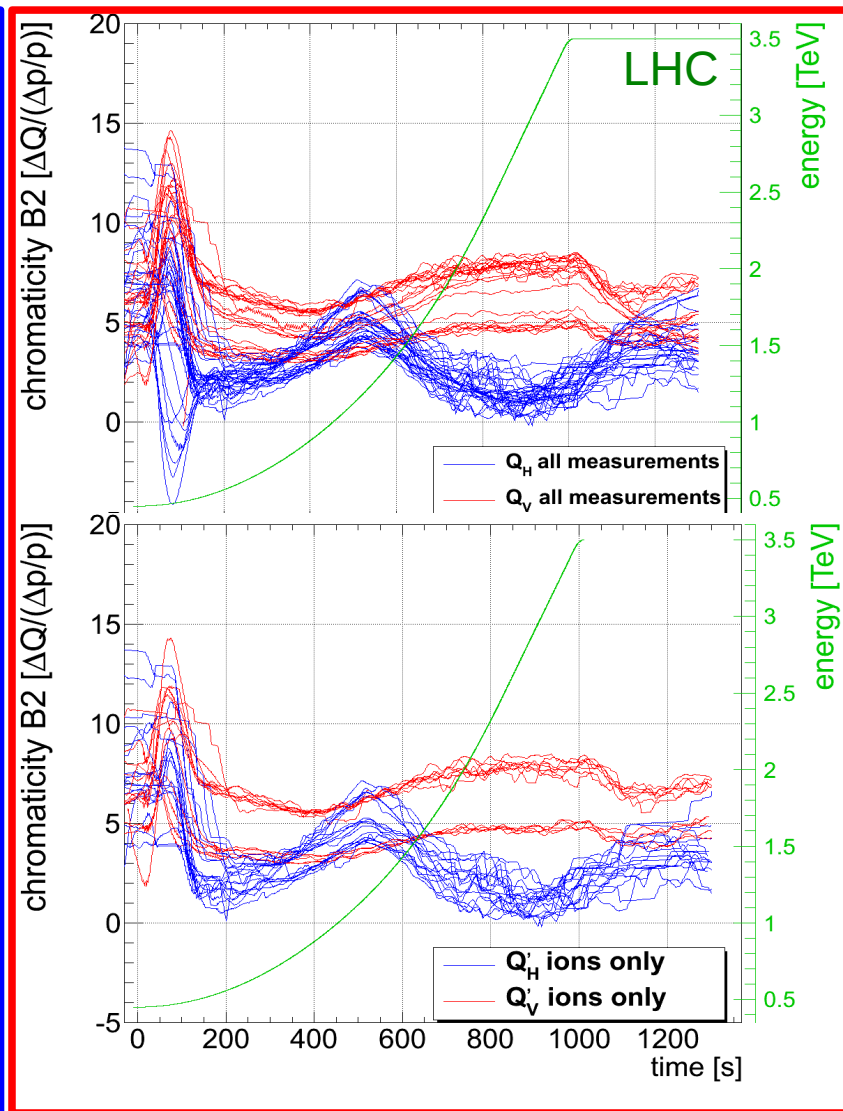 chromaticity B2 [ΔQ/(Δp/p)]
20
15
10
5
0
LHC
energy [TeV]
3.5
3
2.5
2
1.5
1
0.5
Q_H all measurements
Q_V all measurements
chromaticity B2 [ΔQ/(Δp/p)]
20
15
10
5
0
-5
energy [TeV]
3.5
3
2.5
2
1.5
1
0.5
Q'_H ions only
Q'_V ions only
0 200 400 600 800 1000 1200
time [s]